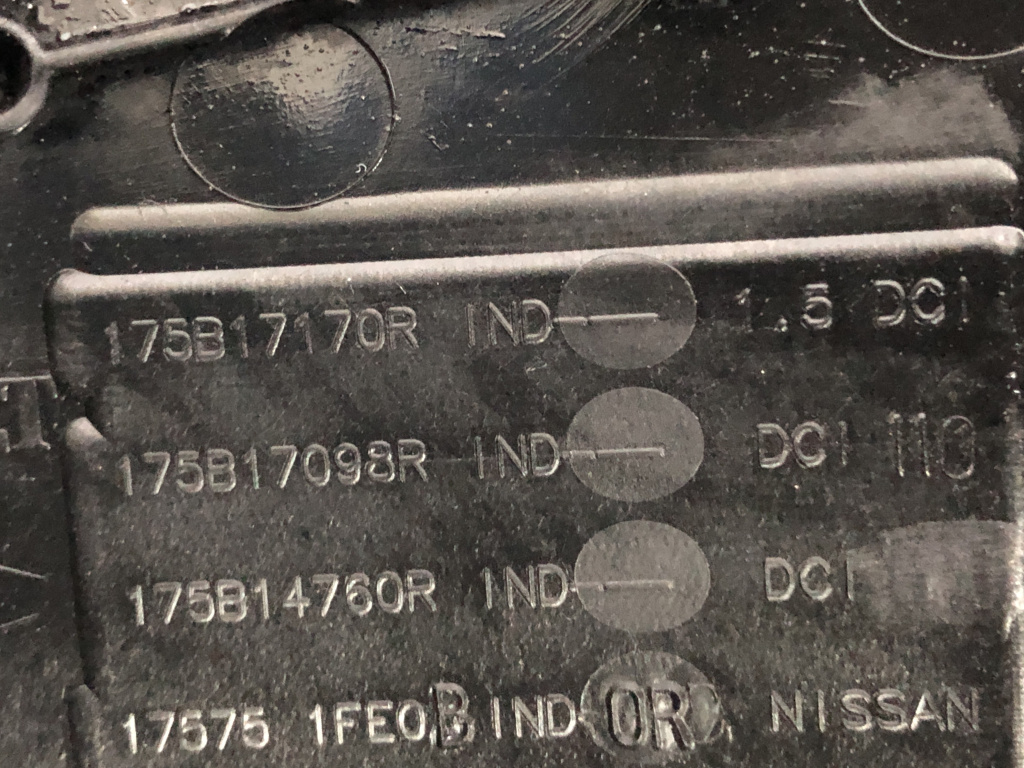 175B17170R IND- — 1.5 DCI
175B17098R IND- — DCI 110
175B14760R IND- — DCI
17575 1FE0B IND- 0R NISSAN